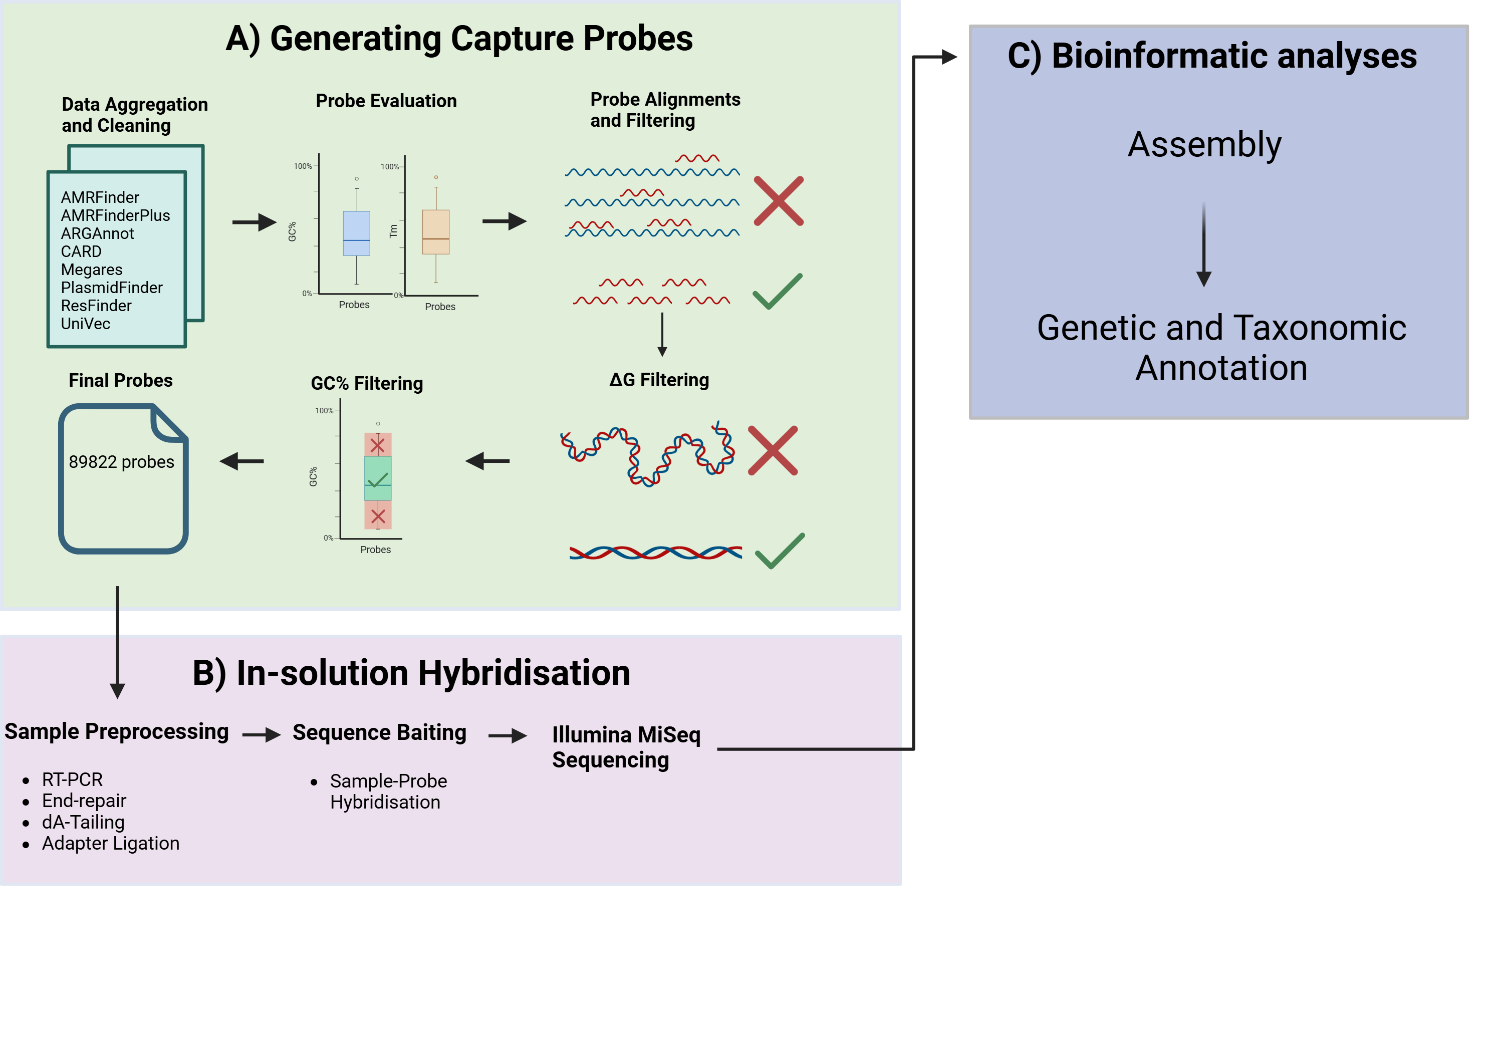 A) Generating Capture Probes
Data Aggregation
and Cleaning
AMRFinder
AMRFinderPlus
ARGAnnot
CARD
Megares
PlasmidFinder
ResFinder
UniVec
Probe Evaluation
100%
GC%
0%
Probes
100%
Tm
0%
Probes
Probe Alignments
and Filtering
ΔG Filtering
GC% Filtering
100%
GC%
0%
Probes
Final Probes
89822 probes
B) In-solution Hybridisation
Sample Preprocessing
• RT-PCR
• End-repair
• dA-Tailing
• Adapter Ligation
Sequence Baiting
• Sample-Probe
Hybridisation
Illumina MiSeq
Sequencing
C) Bioinformatic analyses
Assembly
Genetic and Taxonomic
Annotation